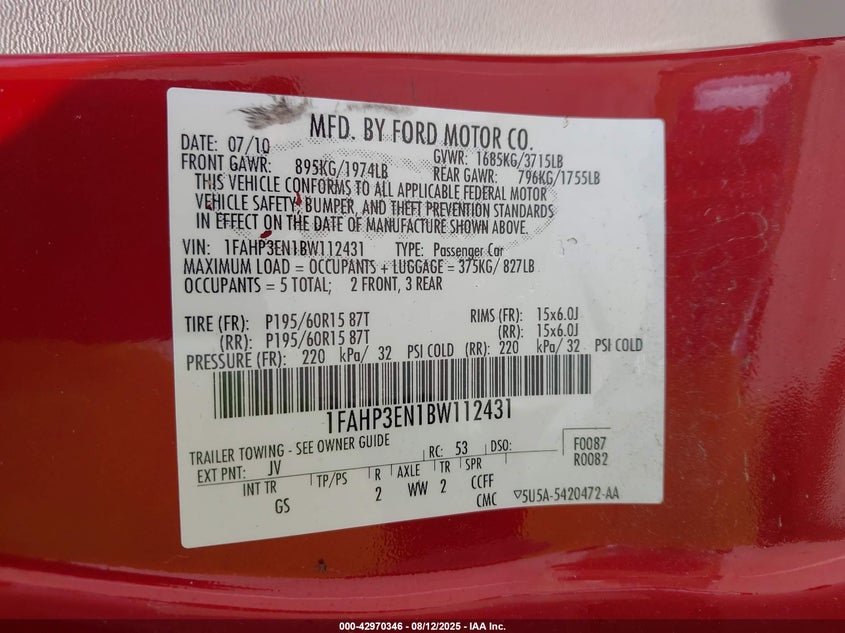 MFD. BY FORD MOTOR CO.
DATE: 07/10 GVWR: 1685KG/3715LB
FRONT GAWR: 895KG/1974LB REAR GAWR: 796KG/1755LB
THIS VEHICLE CONFORMS TO ALL APPLICABLE FEDERAL MOTOR
VEHICLE SAFETY, BUMPER, AND THEFT PREVENTION STANDARDS
IN EFFECT ON THE DATE OF MANUFACTURE SHOWN ABOVE.
VIN: 1FAHP3EN1BW112431 TYPE: Passenger Car
MAXIMUM LOAD = OCCUPANTS + LUGGAGE = 375KG/ 827LB
OCCUPANTS = 5 TOTAL; 2 FRONT, 3 REAR
TIRE (FR): P195/60R15 87T RIMS (FR): 15x6.0J
(RR): P195/60R15 87T (RR): 15x6.0J
PRESSURE (FR): 220 kPa/ 32 PSI COLD (RR): 220 kPa/ 32 PSI COLD
1FAHP3EN1BW112431
TRAILER TOWING - SEE OWNER GUIDE RC: 53 DSO: F0087
EXT PNT: JV R0082
INT TR TP/PS R AXLE TR SPR
GS 2 WW 2 CCFF
CMC 5U5A-5420472-AA
000-42970346 - 08/12/2025 - IAA Inc.